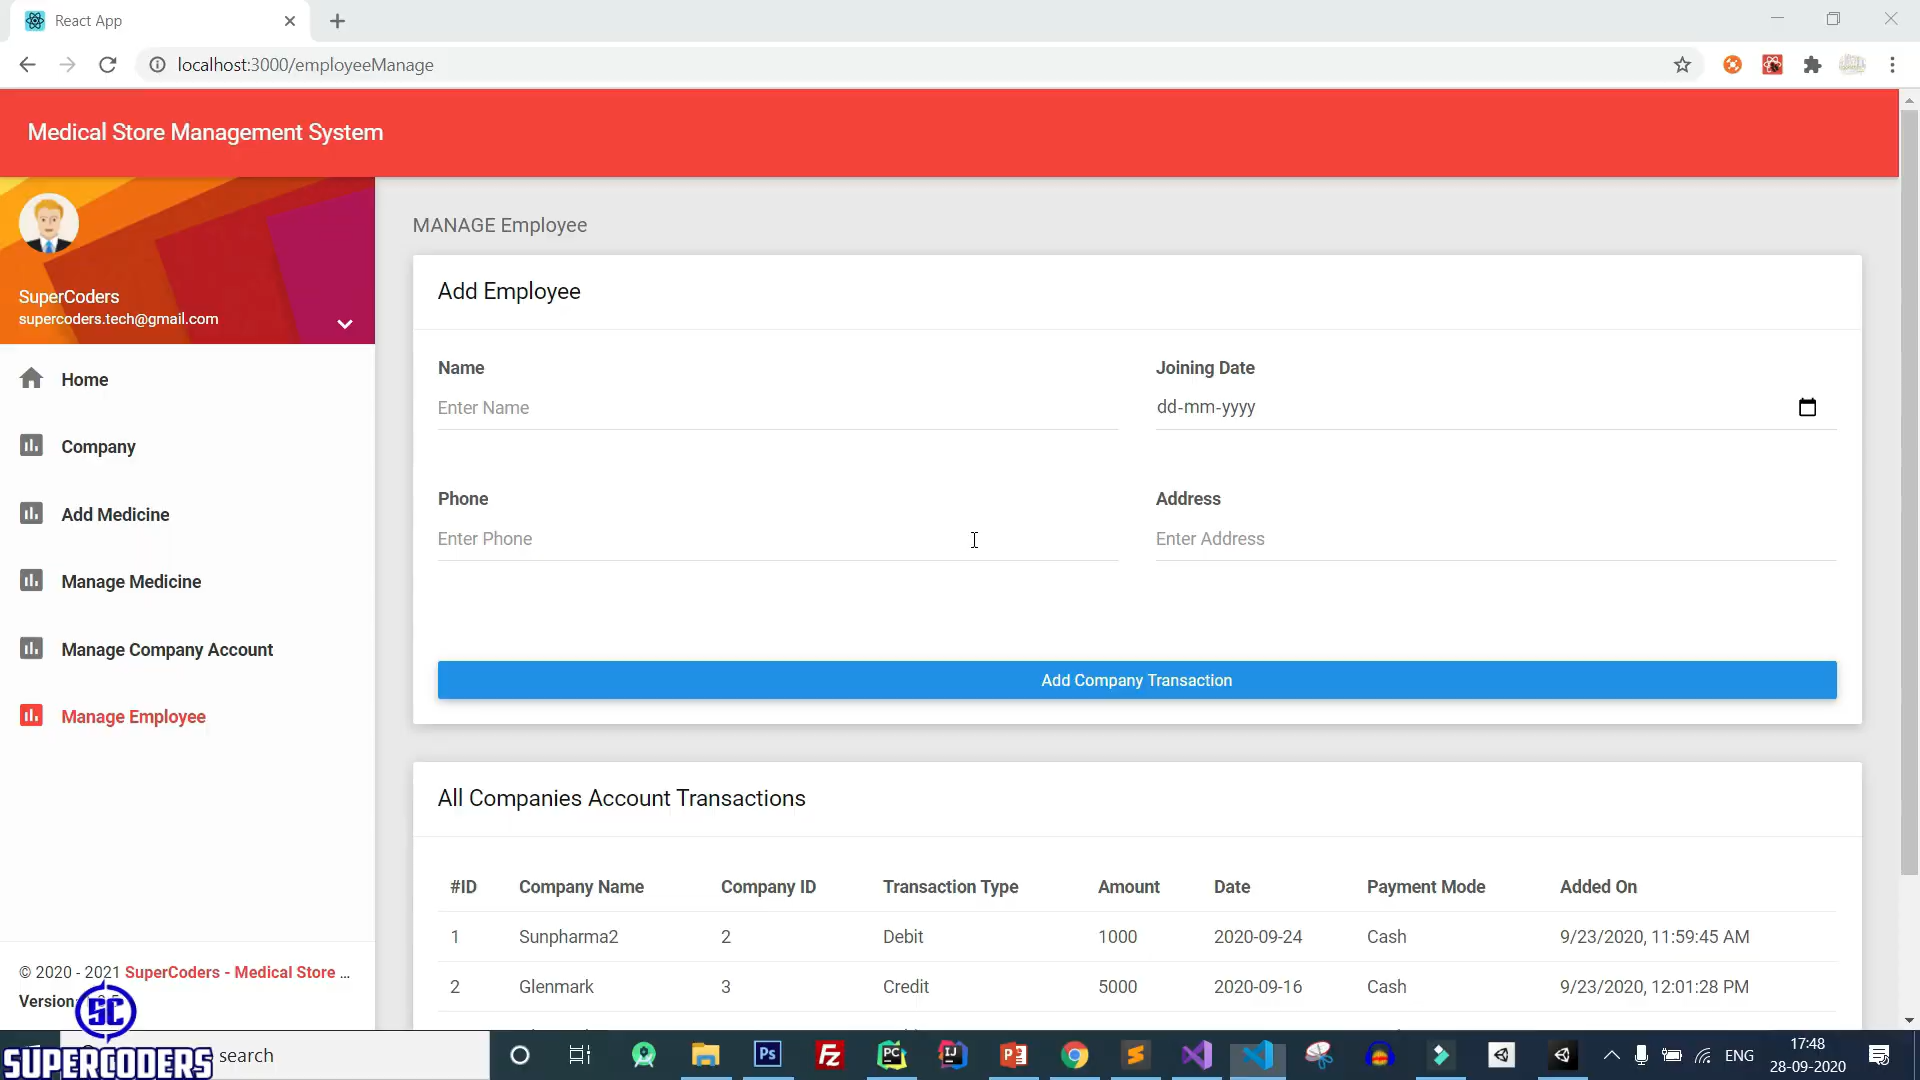 React App
localhost:3000/employeeManage
Medical Store Management System
SuperCoders
supercoders.tech@gmail.com
Home
Company
Add Medicine
Manage Medicine
Manage Company Account
Manage Employee
© 2020 - 2021 SuperCoders - Medical Store ...
Version:
MANAGE Employee
Add Employee
Name
Joining Date
Enter Name
dd-mm-yyyy
Phone
Address
Enter Phone
Enter Address
Add Company Transaction
All Companies Account Transactions
#ID Company Name Company ID Transaction Type Amount Date Payment Mode Added On
1 Sunpharma2 2 Debit 1000 2020-09-24 Cash 9/23/2020, 11:59:45 AM
2 Glenmark 3 Credit 5000 2020-09-16 Cash 9/23/2020, 12:01:28 PM
SC
SUPERCODERS
search
Ps
Fz
PC
IJ
P
ENG
17:48
28-09-2020